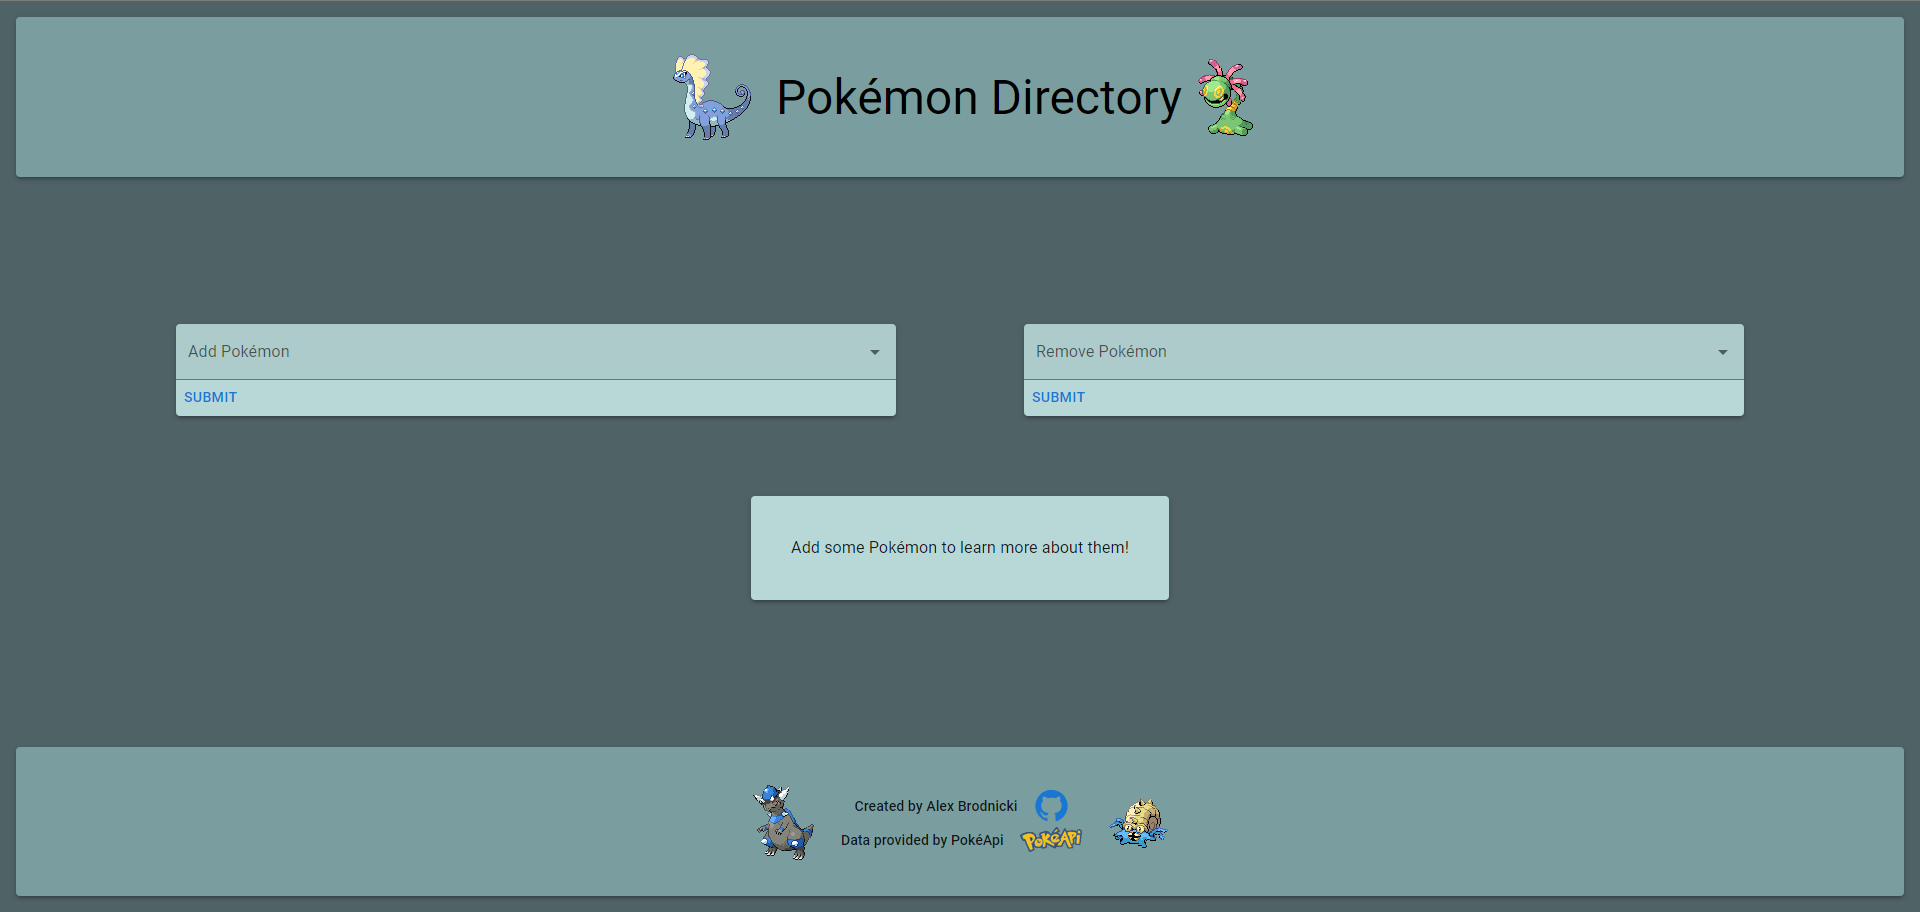 Pokémon Directory
Add Pokémon
SUBMIT
Remove Pokémon
SUBMIT
Add some Pokémon to learn more about them!
Created by Alex Brodnicki
Data provided by PokéApi
PokéApi